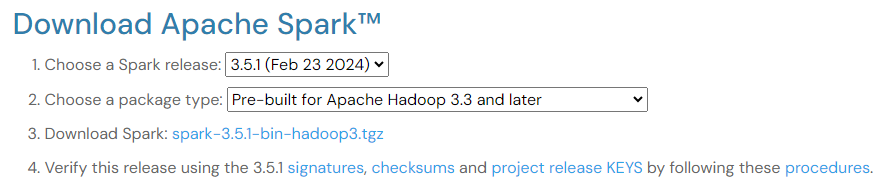 Download Apache Spark™
1. Choose a Spark release: 3.5.1 (Feb 23 2024)
2. Choose a package type: Pre-built for Apache Hadoop 3.3 and later
3. Download Spark: spark-3.5.1-bin-hadoop3.tgz
4. Verify this release using the 3.5.1 signatures, checksums and project release KEYS by following these procedures.